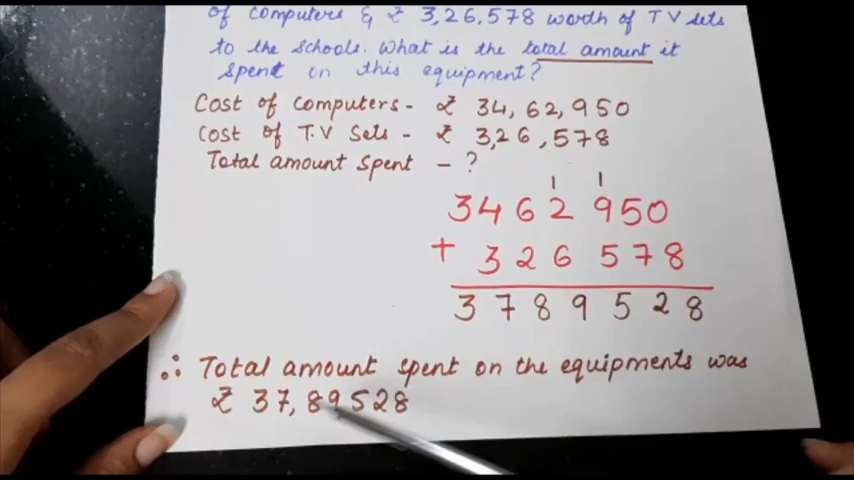 of computers & ₹ 3,26,578 worth of TV sets
to the schools. What is the total amount it
spent on this equipment?
Cost of computers - ₹ 34,62,950
Cost of T.V Sets - ₹ 3,26,578
Total amount spent - ?
1 1
3462950
+ 326578
3789528
∴ Total amount spent on the equipments was
₹ 37,89528